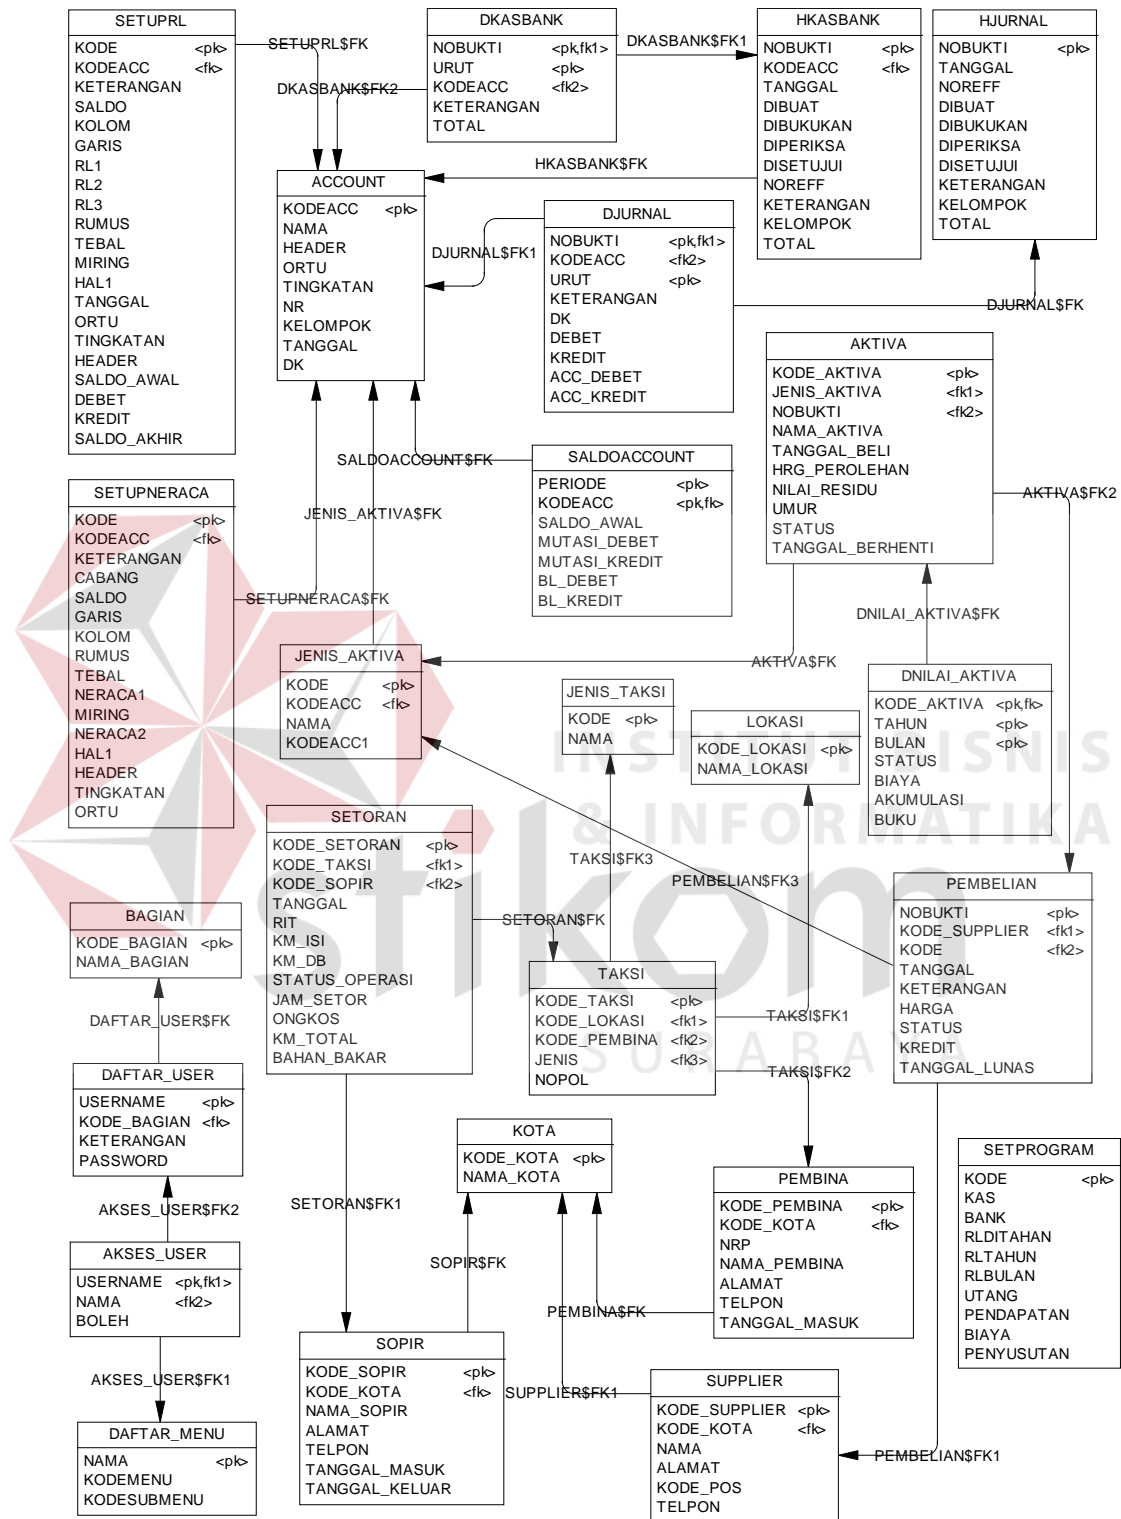 SETUPRL
KODE <pk>
KODEACC <fk>
KETERANGAN
SALDO
KOLOM
GARIS
RL1
RL2
RL3
RUMUS
TEBAL
MIRING
HAL1
TANGGAL
ORTU
TINGKATAN
HEADER
SALDO_AWAL
DEBET
KREDIT
SALDO_AKHIR
SETUPRL$FK
DKASBANK$FK2
DKASBANK
NOBUKTI <pk,fk1>
URUT <pk>
KODEACC <fk2>
KETERANGAN
TOTAL
DKASBANK$FK1
HKASBANK
NOBUKTI <pk>
KODEACC <fk>
TANGGAL
DIBUAT
DIBUKUKAN
DIPERIKSA
DISETUJUI
NOREFF
KETERANGAN
KELOMPOK
TOTAL
HJURNAL
NOBUKTI <pk>
TANGGAL
NOREFF
DIBUAT
DIBUKUKAN
DIPERIKSA
DISETUJUI
KETERANGAN
KELOMPOK
TOTAL
HKASBANK$FK
ACCOUNT
KODEACC <pk>
NAMA
HEADER
ORTU
TINGKATAN
NR
KELOMPOK
TANGGAL
DK
DJURNAL$FK1
DJURNAL
NOBUKTI <pk,fk1>
KODEACC <fk2>
URUT <pk>
KETERANGAN
DK
DEBET
KREDIT
ACC_DEBET
ACC_KREDIT
DJURNAL$FK
AKTIVA
KODE_AKTIVA <pk>
JENIS_AKTIVA <fk1>
NOBUKTI <fk2>
NAMA_AKTIVA
TANGGAL_BELI
HRG_PEROLEHAN
NILAI_RESIDU
UMUR
STATUS
TANGGAL_BERHENTI
AKTIVA$FK2
SALDOACCOUNT$FK
SALDOACCOUNT
PERIODE <pk>
KODEACC <pk,fk>
SALDO_AWAL
MUTASI_DEBET
MUTASI_KREDIT
BL_DEBET
BL_KREDIT
JENIS_AKTIVA$FK
SETUPNERACA
KODE <pk>
KODEACC <fk>
KETERANGAN
CABANG
SALDO
GARIS
KOLOM
RUMUS
TEBAL
NERACA1
MIRING
NERACA2
HAL1
HEADER
TINGKATAN
ORTU
SETUPNERACA$FK
DNILAI_AKTIVA$FK
JENIS_AKTIVA
KODE <pk>
KODEACC <fk>
NAMA
KODEACC1
AKTIVA$FK
JENIS_TAKSI
KODE <pk>
NAMA
LOKASI
KODE_LOKASI <pk>
NAMA_LOKASI
DNILAI_AKTIVA
KODE_AKTIVA <pk,fk>
TAHUN <pk>
BULAN <pk>
STATUS
BIAYA
AKUMULASI
BUKU
INSTITUT BISNIS
& INFORMATIKA
stikom
SURABAYA
SETORAN
KODE_SETORAN <pk>
KODE_TAKSI <fk1>
KODE_SOPIR <fk2>
TANGGAL
RIT
KM_ISI
KM_DB
STATUS_OPERASI
JAM_SETOR
ONGKOS
KM_TOTAL
BAHAN_BAKAR
TAKSI$FK3
PEMBELIAN$FK3
SETORAN$FK
PEMBELIAN
NOBUKTI <pk>
KODE_SUPPLIER <fk1>
KODE <fk2>
TANGGAL
KETERANGAN
HARGA
STATUS
KREDIT
TANGGAL_LUNAS
BAGIAN
KODE_BAGIAN <pk>
NAMA_BAGIAN
DAFTAR_USER$FK
TAKSI
KODE_TAKSI <pk>
KODE_LOKASI <fk1>
KODE_PEMBINA <fk2>
JENIS <fk3>
NOPOL
TAKSI$FK1
TAKSI$FK2
DAFTAR_USER
USERNAME <pk>
KODE_BAGIAN <fk>
KETERANGAN
PASSWORD
AKSES_USER$FK2
SETORAN$FK1
KOTA
KODE_KOTA <pk>
NAMA_KOTA
SETPROGRAM
KODE <pk>
KAS
BANK
RLDITAHAN
RLTAHUN
RLBULAN
UTANG
PENDAPATAN
BIAYA
PENYUSUTAN
PEMBINA
KODE_PEMBINA <pk>
KODE_KOTA <fk>
NRP
NAMA_PEMBINA
ALAMAT
TELPON
TANGGAL_MASUK
AKSES_USER
USERNAME <pk,fk1>
NAMA <fk2>
BOLEH
SOPIR$FK
PEMBINA$FK
AKSES_USER$FK1
SOPIR
KODE_SOPIR <pk>
KODE_KOTA <fk>
NAMA_SOPIR
ALAMAT
TELPON
TANGGAL_MASUK
TANGGAL_KELUAR
SUPPLIER$FK1
SUPPLIER
KODE_SUPPLIER <pk>
KODE_KOTA <fk>
NAMA
ALAMAT
KODE_POS
TELPON
PEMBELIAN$FK1
DAFTAR_MENU
NAMA <pk>
KODEMENU
KODESUBMENU